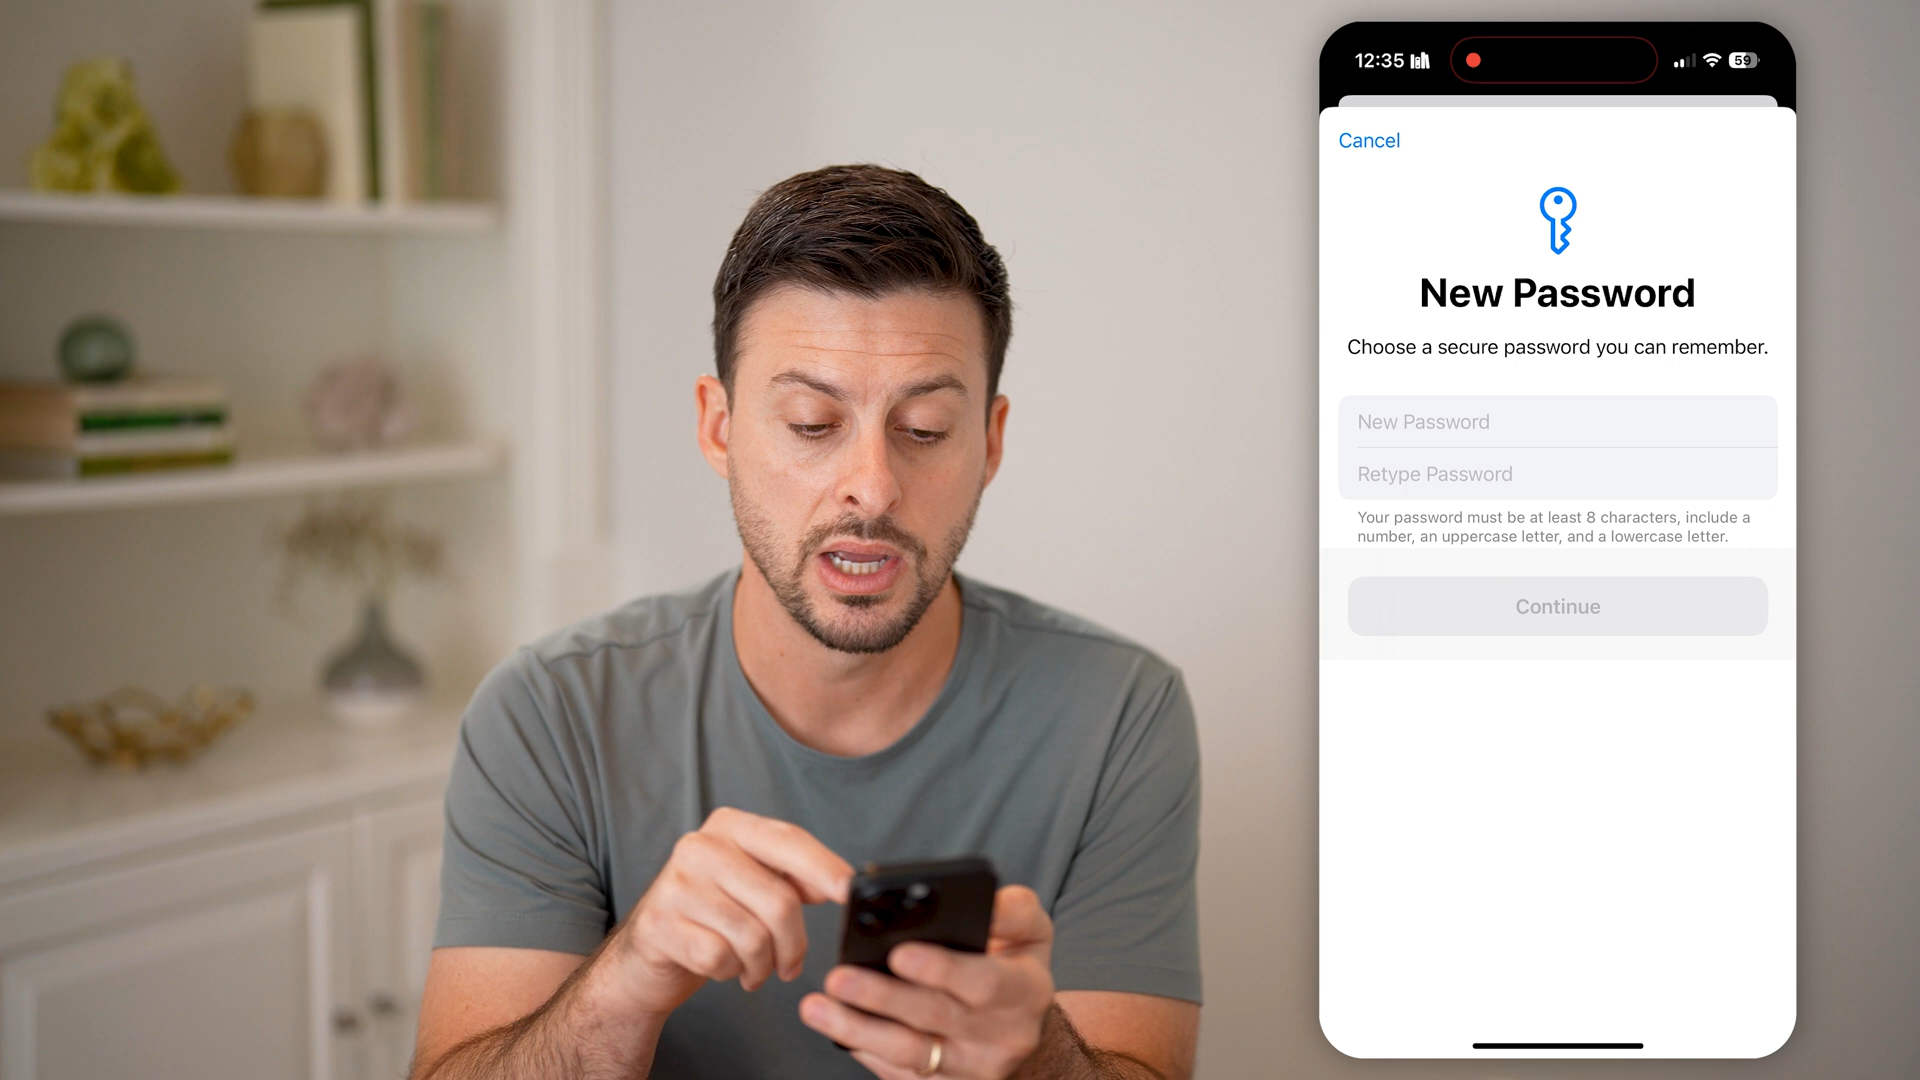 12:35
59
Cancel
New Password
Choose a secure password you can remember.
New Password
Retype Password
Your password must be at least 8 characters, include a
number, an uppercase letter, and a lowercase letter.
Continue